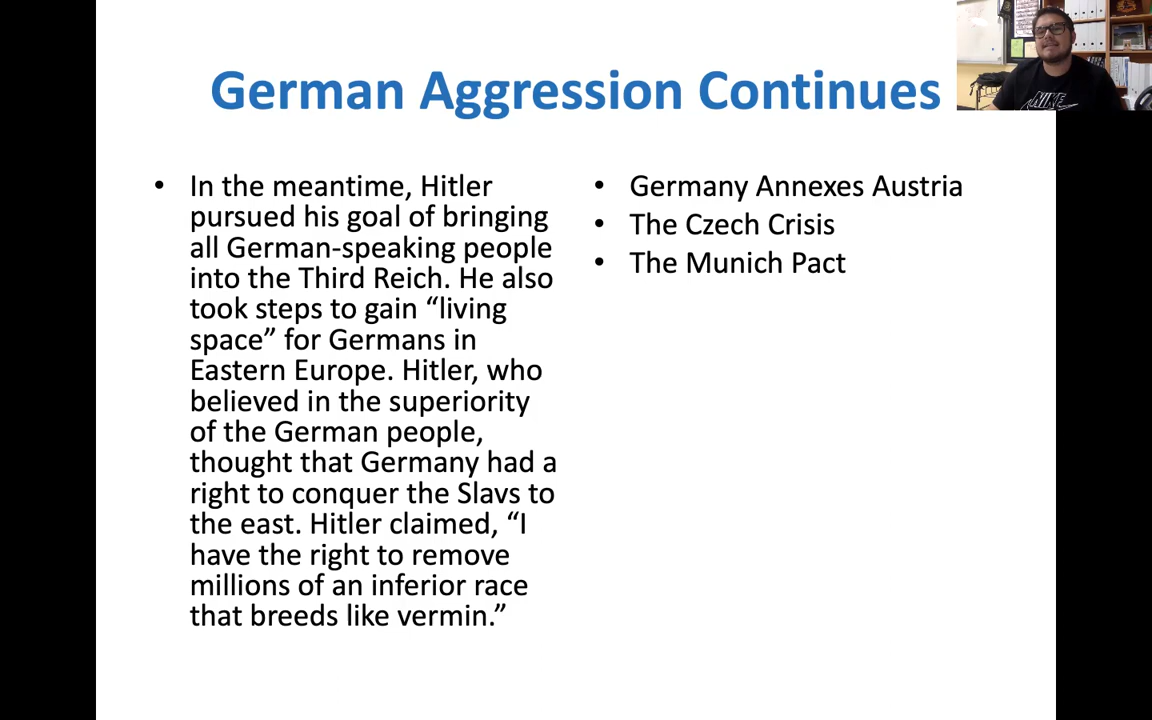 German Aggression Continues
• In the meantime, Hitler
pursued his goal of bringing
all German-speaking people
into the Third Reich. He also
took steps to gain “living
space” for Germans in
Eastern Europe. Hitler, who
believed in the superiority
of the German people,
thought that Germany had a
right to conquer the Slavs to
the east. Hitler claimed, “I
have the right to remove
millions of an inferior race
that breeds like vermin.”
• Germany Annexes Austria
• The Czech Crisis
• The Munich Pact
NIKE